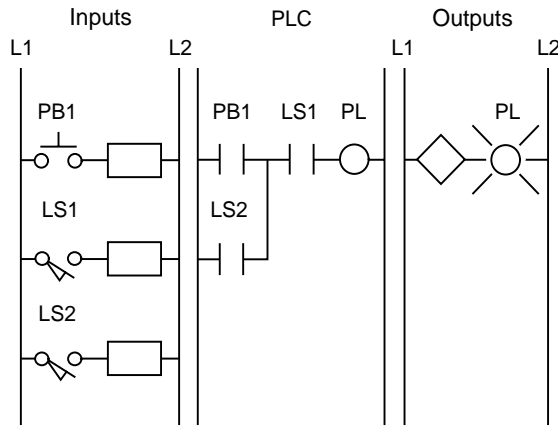 Inputs PLC Outputs
L1 L2 L1 L2
PB1 PB1 LS1 PL PL
LS1 LS2
LS2